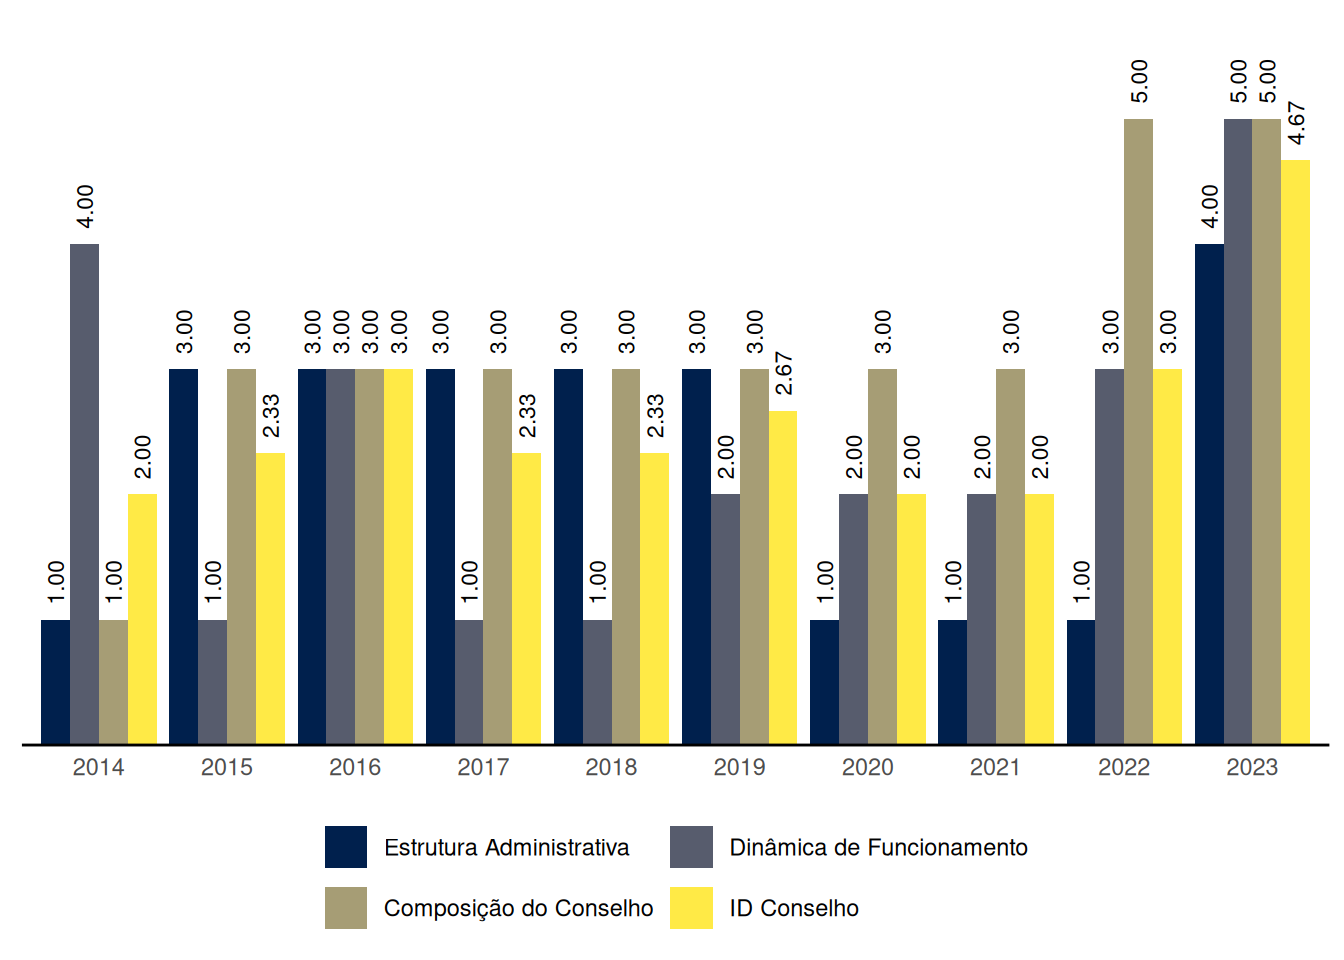 5.00 5.00 5.00
4.67
4.00 4.00
3.00 3.00 3.00 3.00 3.00 3.00 3.00 3.00 3.00 3.00 3.00 3.00 3.00 3.00 3.00 3.00
2.67
2.33 2.33 2.33
2.00 2.00 2.00 2.00 2.00 2.00
1.00 1.00 1.00 1.00 1.00 1.00 1.00 1.00
2014 2015 2016 2017 2018 2019 2020 2021 2022 2023
Estrutura Administrativa Dinâmica de Funcionamento
Composição do Conselho ID Conselho